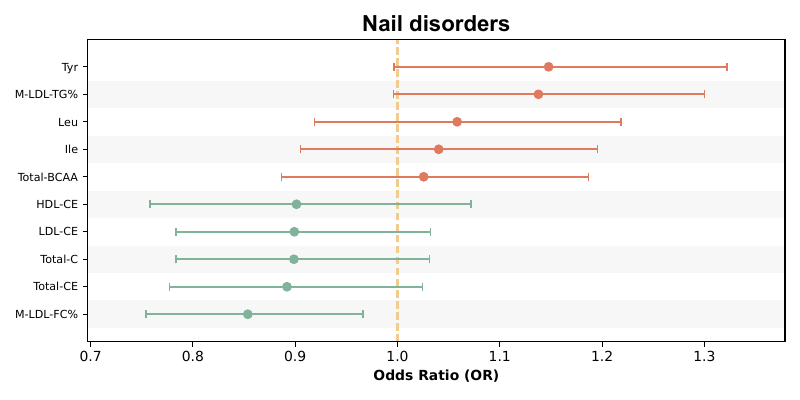 Nail disorders
Tyr
M-LDL-TG%
Leu
Ile
Total-BCAA
HDL-CE
LDL-CE
Total-C
Total-CE
M-LDL-FC%
0.7 0.8 0.9 1.0 1.1 1.2 1.3
Odds Ratio (OR)